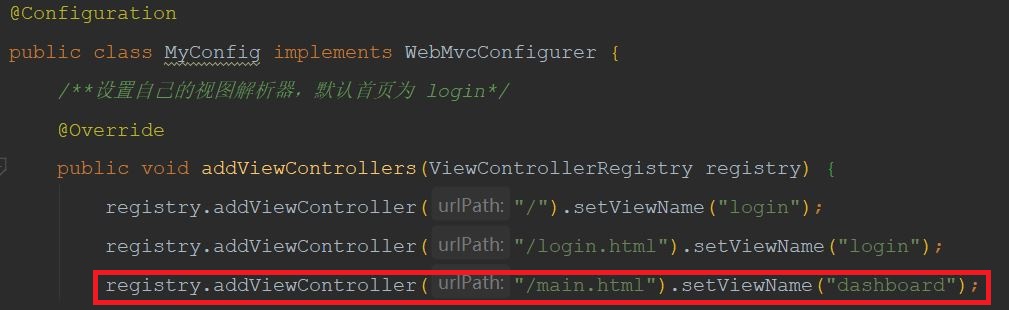 @Configuration
public class MyConfig implements WebMvcConfigurer {
/**设置自己的视图解析器，默认首页为 login*/
@Override
public void addViewControllers(ViewControllerRegistry registry) {
registry.addViewController( urlPath: "/").setViewName("login");
registry.addViewController( urlPath: "/login.html").setViewName("login");
registry.addViewController( urlPath: "/main.html").setViewName("dashboard");